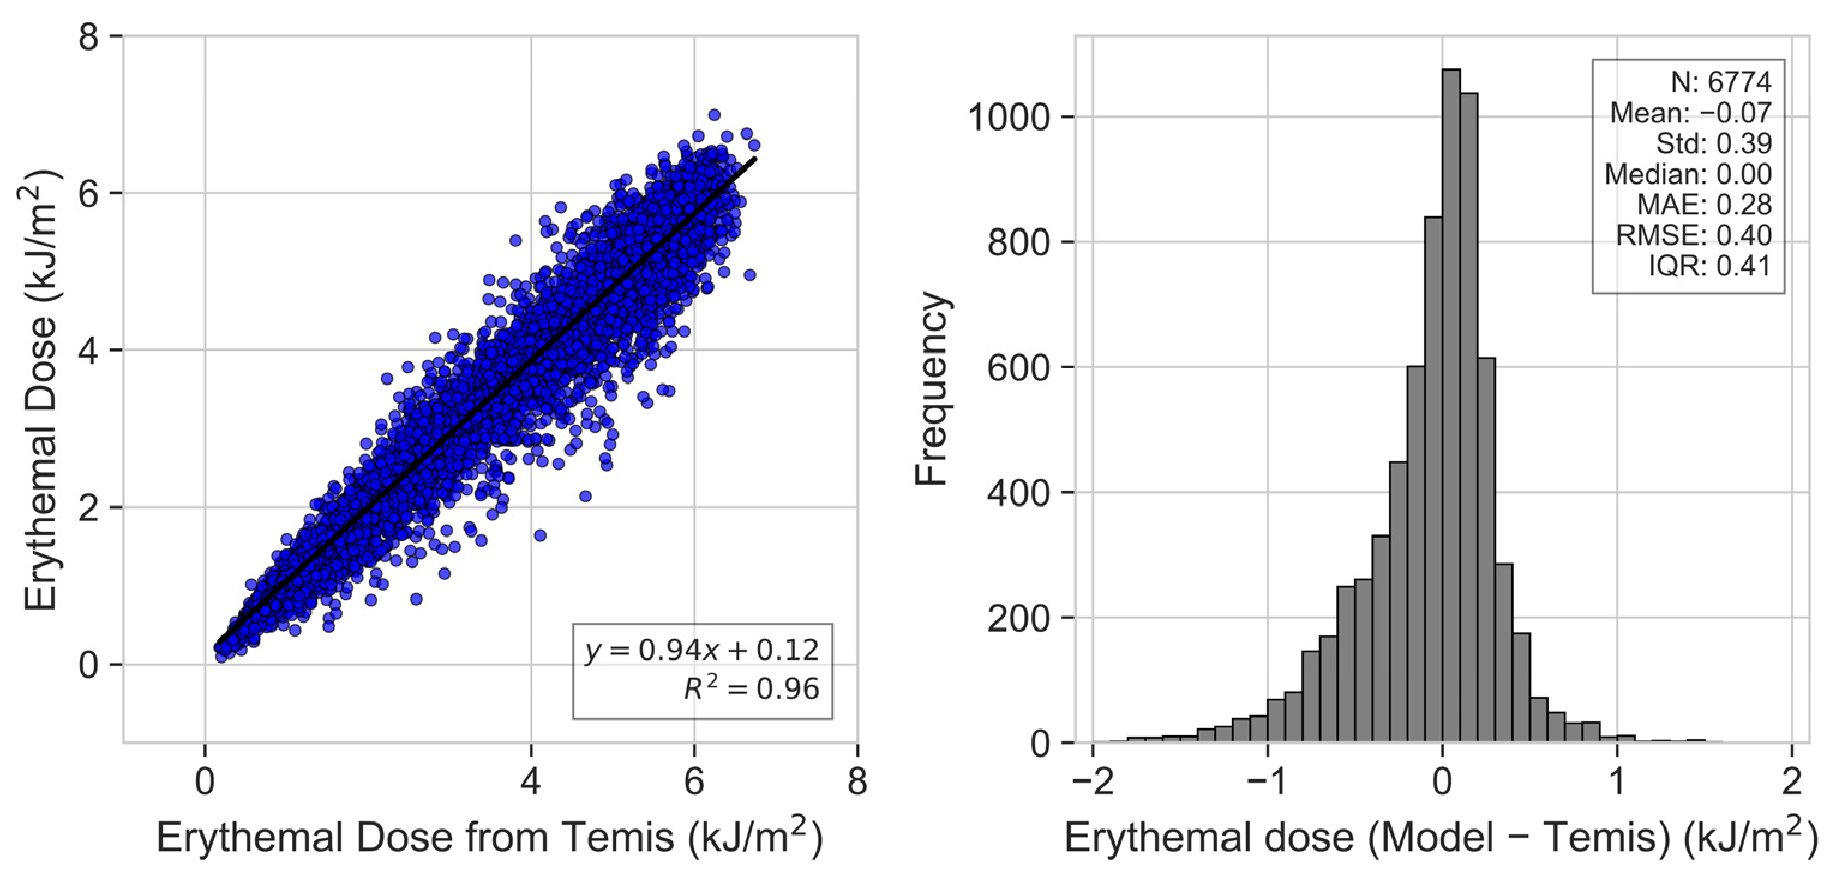 8
6
4
2
0
0
4
6
8
Erythemal Dose (kJ/m²)
Erythemal Dose from Temis (kJ/m²)
y = 0.94x + 0.12
R² = 0.96
1000
800
600
400
200
0
−2
−1
0
1
2
Frequency
Erythemal dose (Model − Temis) (kJ/m²)
N: 6774
Mean: −0.07
Std: 0.39
Median: 0.00
MAE: 0.28
RMSE: 0.40
IQR: 0.41